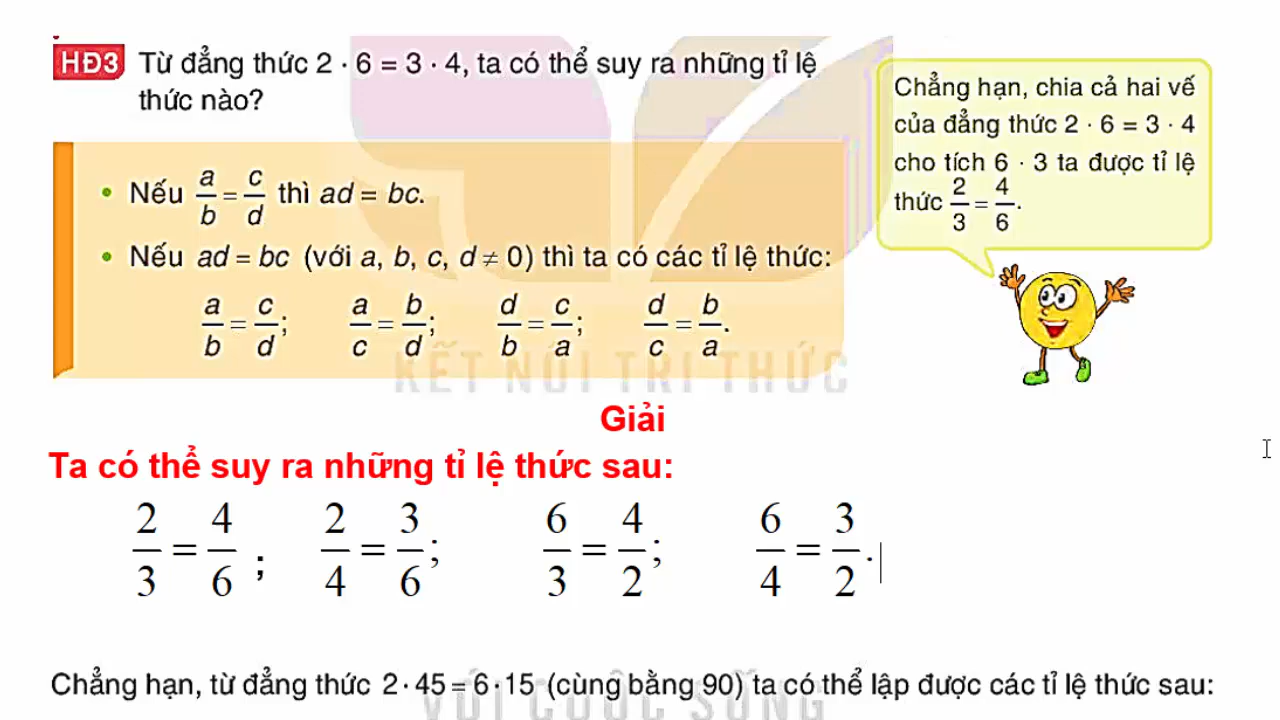 HĐ3 Từ đẳng thức 2 · 6 = 3 · 4, ta có thể suy ra những tỉ lệ
thức nào?
Chẳng hạn, chia cả hai vế
của đẳng thức 2 · 6 = 3 · 4
cho tích 6 · 3 ta được tỉ lệ
thức 2/3 = 4/6.
• Nếu a/b = c/d thì ad = bc.
• Nếu ad = bc (với a, b, c, d ≠ 0) thì ta có các tỉ lệ thức:
a/b = c/d; a/c = b/d; d/b = c/a; d/c = b/a.
KẾT NỐI TRI THỨC
Giải
Ta có thể suy ra những tỉ lệ thức sau:
2/3 = 4/6 ; 2/4 = 3/6; 6/3 = 4/2; 6/4 = 3/2.
Chẳng hạn, từ đẳng thức 2 · 45 = 6 · 15 (cùng bằng 90) ta có thể lập được các tỉ lệ thức sau:
VỚI CUỘC SỐNG